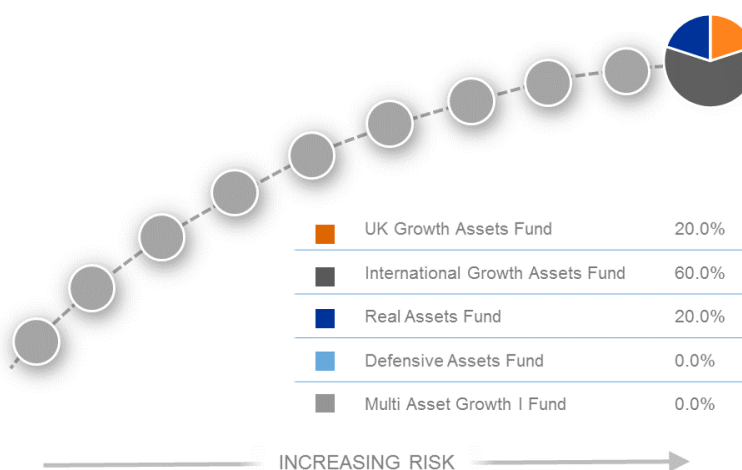 UK Growth Assets Fund 20.0%
International Growth Assets Fund 60.0%
Real Assets Fund 20.0%
Defensive Assets Fund 0.0%
Multi Asset Growth I Fund 0.0%
INCREASING RISK